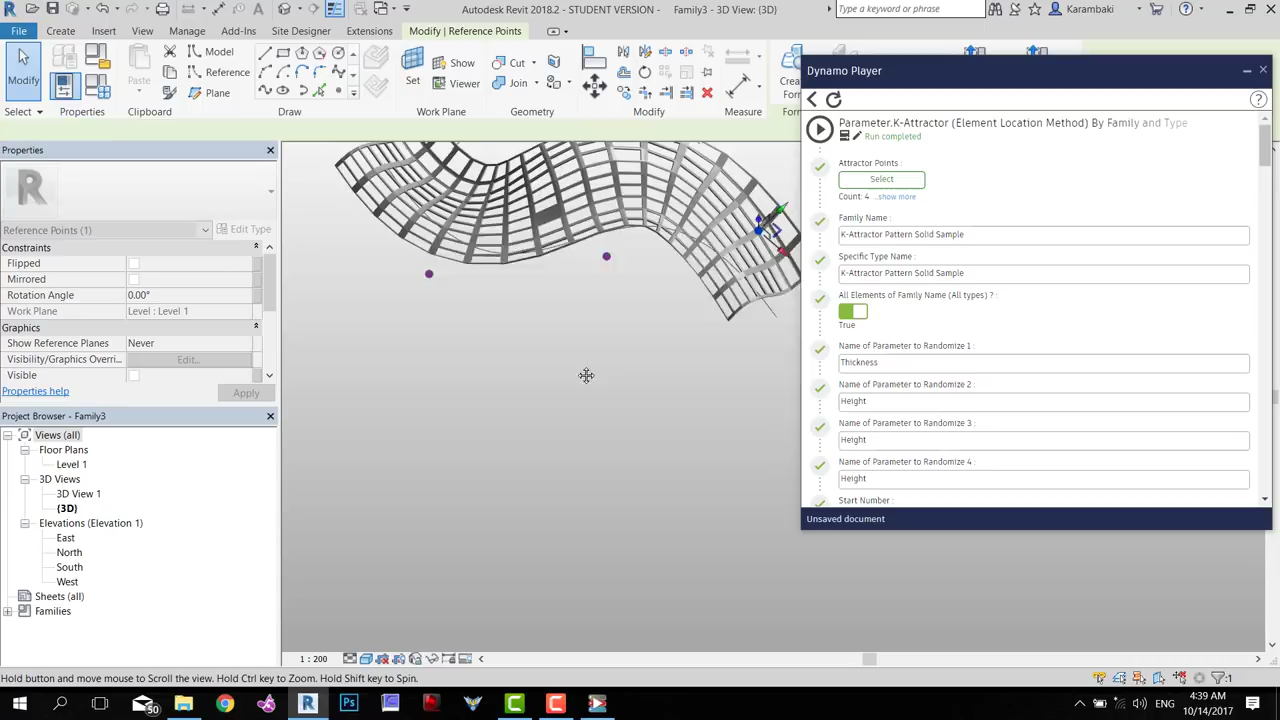 Autodesk Revit 2018.2 - STUDENT VERSION - Family3 - 3D View: {3D}
Type a keyword or phrase
Karambaki
File
Create
Insert
View
Manage
Add-Ins
Site Designer
Extensions
Modify | Reference Points
Modify
Paste
Model
Reference
Plane
Set
Show
Viewer
Cut
Join
Select
Properties
Clipboard
Draw
Work Plane
Geometry
Modify
Measure
Dynamo Player
Parameter.K-Attractor (Element Location Method) By Family and Type
Run completed
Attractor Points :
Select
Count: 4 ...show more
Family Name :
K-Attractor Pattern Solid Sample
Specific Type Name :
K-Attractor Pattern Solid Sample
All Elements of Family Name (All types) ? :
True
Name of Parameter to Randomize 1 :
Thickness
Name of Parameter to Randomize 2 :
Height
Name of Parameter to Randomize 3 :
Height
Name of Parameter to Randomize 4 :
Height
Start Number :
Unsaved document
Properties
Reference Points (1)
Edit Type
Constraints
Flipped
Mirrored
Rotation Angle 0.00°
Work Plane Level : Level 1
Graphics
Show Reference Planes Never
Visibility/Graphics Overri... Edit...
Visible
Properties help
Apply
Project Browser - Family3
Views (all)
Floor Plans
Level 1
3D Views
3D View 1
{3D}
Elevations (Elevation 1)
East
North
South
West
Sheets (all)
Families
1 : 200
Hold button and move mouse to Scroll the view. Hold Ctrl key to Zoom. Hold Shift key to Spin.
:1
50
ENG
4:39 AM
10/14/2017